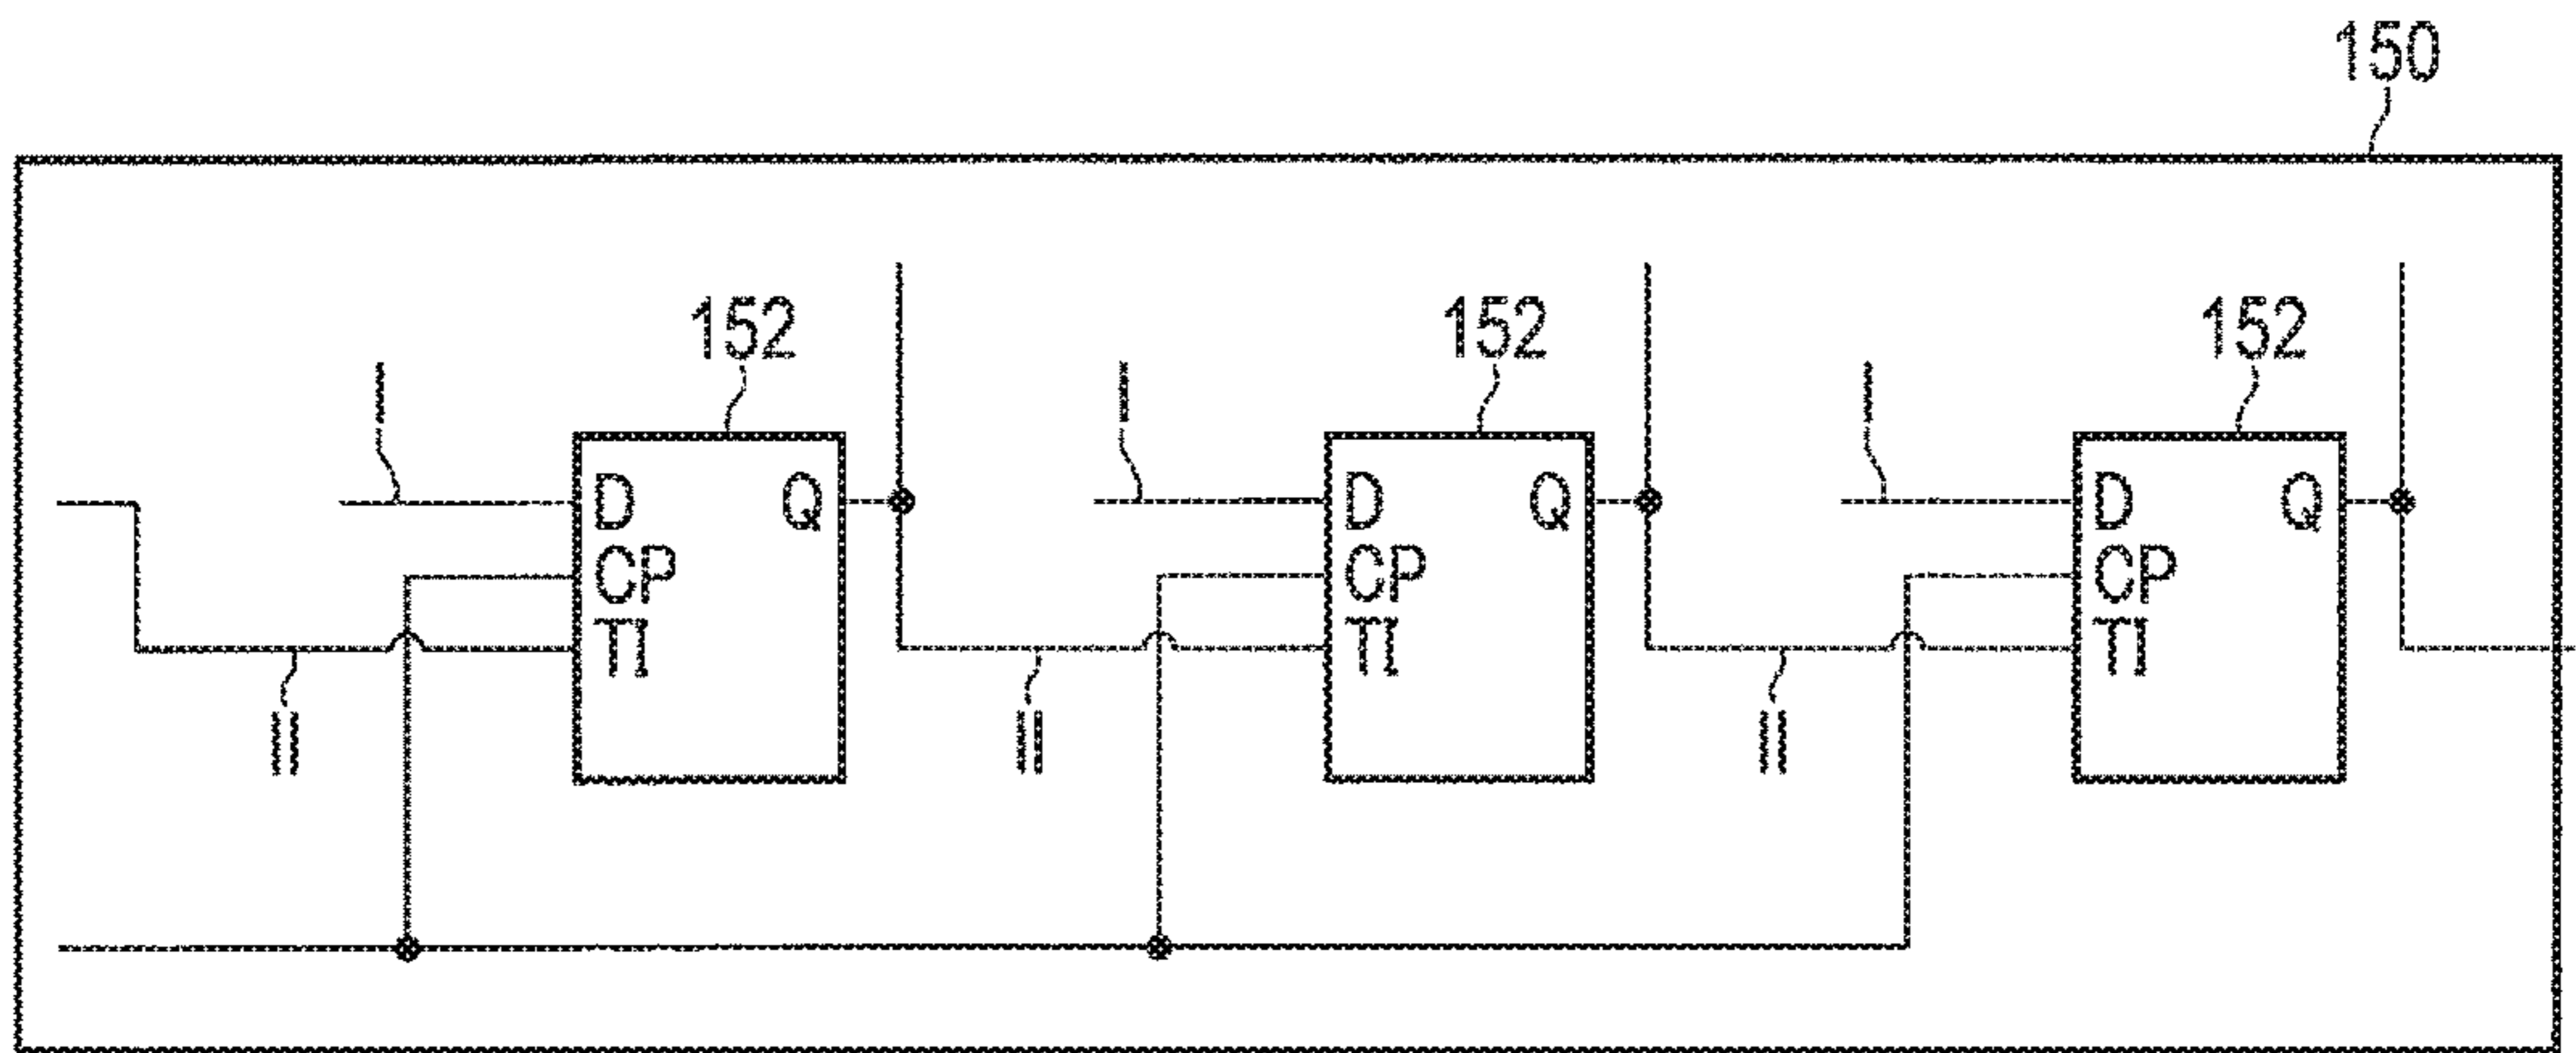 150
152 152 152
I I I
D Q D Q D Q
CP CP CP
TI TI TI
II II II